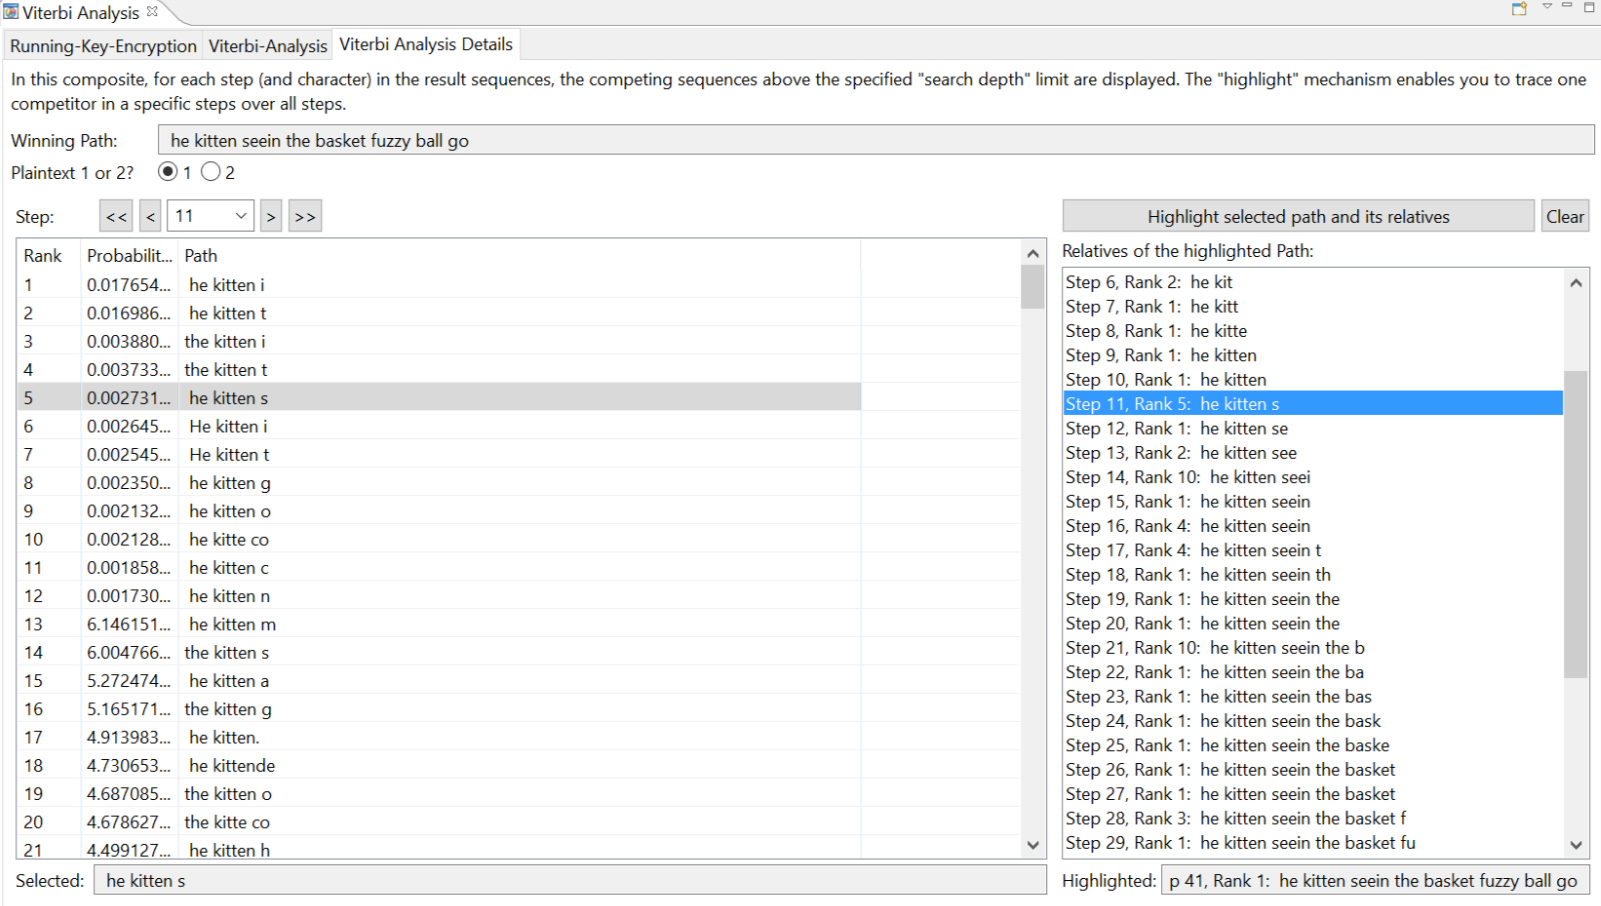 Viterbi Analysis
Running-Key-Encryption Viterbi-Analysis Viterbi Analysis Details
In this composite, for each step (and character) in the result sequences, the competing sequences above the specified "search depth" limit are displayed. The "highlight" mechanism enables you to trace one
competitor in a specific steps over all steps.
Winning Path: he kitten seein the basket fuzzy ball go
Plaintext 1 or 2? 1 2
Step: << < 11 > >>
Rank Probabilit... Path
1 0.017654... he kitten i
2 0.016986... he kitten t
3 0.003880... the kitten i
4 0.003733... the kitten t
5 0.002731... he kitten s
6 0.002645... He kitten i
7 0.002545... He kitten t
8 0.002350... he kitten g
9 0.002132... he kitten o
10 0.002128... he kitte co
11 0.001858... he kitten c
12 0.001730... he kitten n
13 6.146151... he kitten m
14 6.004766... the kitten s
15 5.272474... he kitten a
16 5.165171... the kitten g
17 4.913983... he kitten.
18 4.730653... he kittende
19 4.687085... the kitten o
20 4.678627... the kitte co
21 4.499127... he kitten h
Selected: he kitten s
Highlight selected path and its relatives Clear
Relatives of the highlighted Path:
Step 6, Rank 2: he kit
Step 7, Rank 1: he kitt
Step 8, Rank 1: he kitte
Step 9, Rank 1: he kitten
Step 10, Rank 1: he kitten
Step 11, Rank 5: he kitten s
Step 12, Rank 1: he kitten se
Step 13, Rank 2: he kitten see
Step 14, Rank 10: he kitten seei
Step 15, Rank 1: he kitten seein
Step 16, Rank 4: he kitten seein
Step 17, Rank 4: he kitten seein t
Step 18, Rank 1: he kitten seein th
Step 19, Rank 1: he kitten seein the
Step 20, Rank 1: he kitten seein the
Step 21, Rank 10: he kitten seein the b
Step 22, Rank 1: he kitten seein the ba
Step 23, Rank 1: he kitten seein the bas
Step 24, Rank 1: he kitten seein the bask
Step 25, Rank 1: he kitten seein the baske
Step 26, Rank 1: he kitten seein the basket
Step 27, Rank 1: he kitten seein the basket
Step 28, Rank 3: he kitten seein the basket f
Step 29, Rank 1: he kitten seein the basket fu
Highlighted: p 41, Rank 1: he kitten seein the basket fuzzy ball go